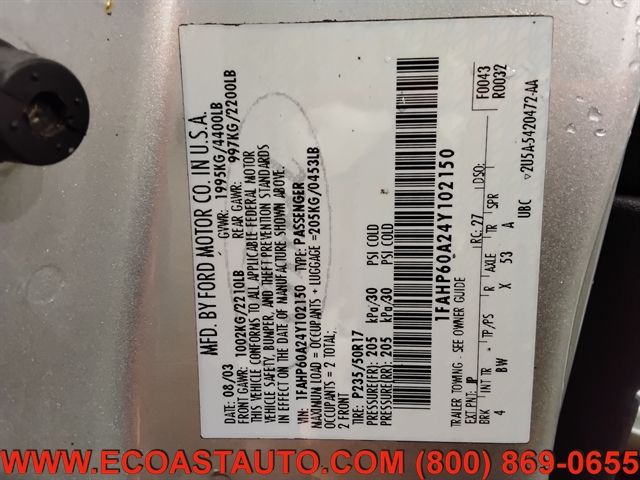 MFD. BY FORD MOTOR CO. IN U.S.A.
DATE: 08/03 GVWR: 1995KG/4400LB
FRONT GAWR: 1002KG/2210LB REAR GAWR: 997KG/2200LB
THIS VEHICLE CONFORMS TO ALL APPLICABLE FEDERAL MOTOR
VEHICLE SAFETY, BUMPER, AND THEFT PREVENTION STANDARDS
IN EFFECT ON THE DATE OF MANUFACTURE SHOWN ABOVE.
VIN: 1FAHP60A24Y102150 TYPE: PASSENGER
MAXIMUM LOAD = OCCUPANTS + LUGGAGE =205KG/0453LB
OCCUPANTS = 2 TOTAL;
2 FRONT
TIRE: P235/50R17
PRESSURE(FR) 205 kPa/30 PSI COLD
PRESSURE(RR) 205 kPa/30 PSI COLD
1FAHP60A24Y102150
F0043
R0032
TRAILER TOWING - SEE OWNER GUIDE
EXT PNT: JP RC: 27 DSO:
BRK INT TR TP/PS R AXLE TR SPR
4 BW X 53 A UBC
▽2U5A-5420472-AA
WWW.ECOASTAUTO.COM (800) 869-0655